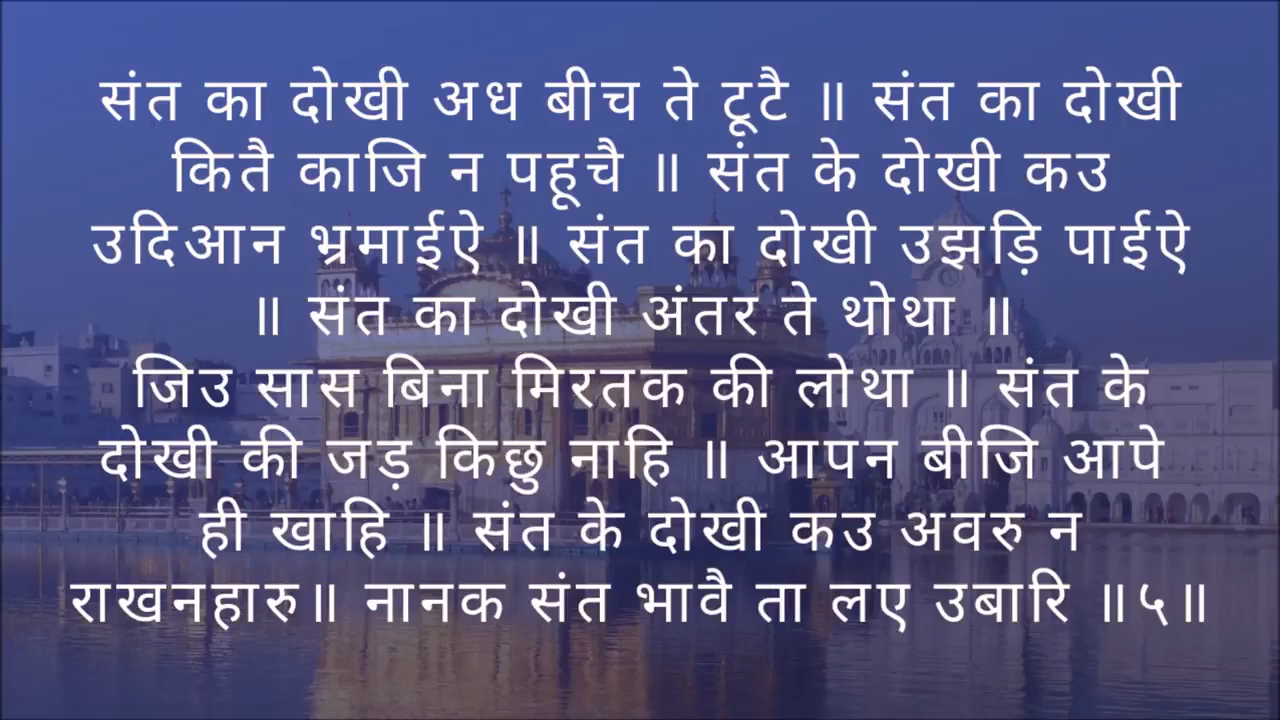 संत का दोखी अध बीच ते टूटै ॥ संत का दोखी
कितै काजि न पहूचै ॥ संत के दोखी कउ
उदिआन भ्रमाईऐ ॥ संत का दोखी उझड़ि पाईऐ
॥ संत का दोखी अंतर ते थोथा ॥
जिउ सास बिना मिरतक की लोथा ॥ संत के
दोखी की जड़ किछु नाहि ॥ आपन बीजि आपे
ही खाहि ॥ संत के दोखी कउ अवरु न
राखनहारु॥ नानक संत भावै ता लए उबारि ॥५॥